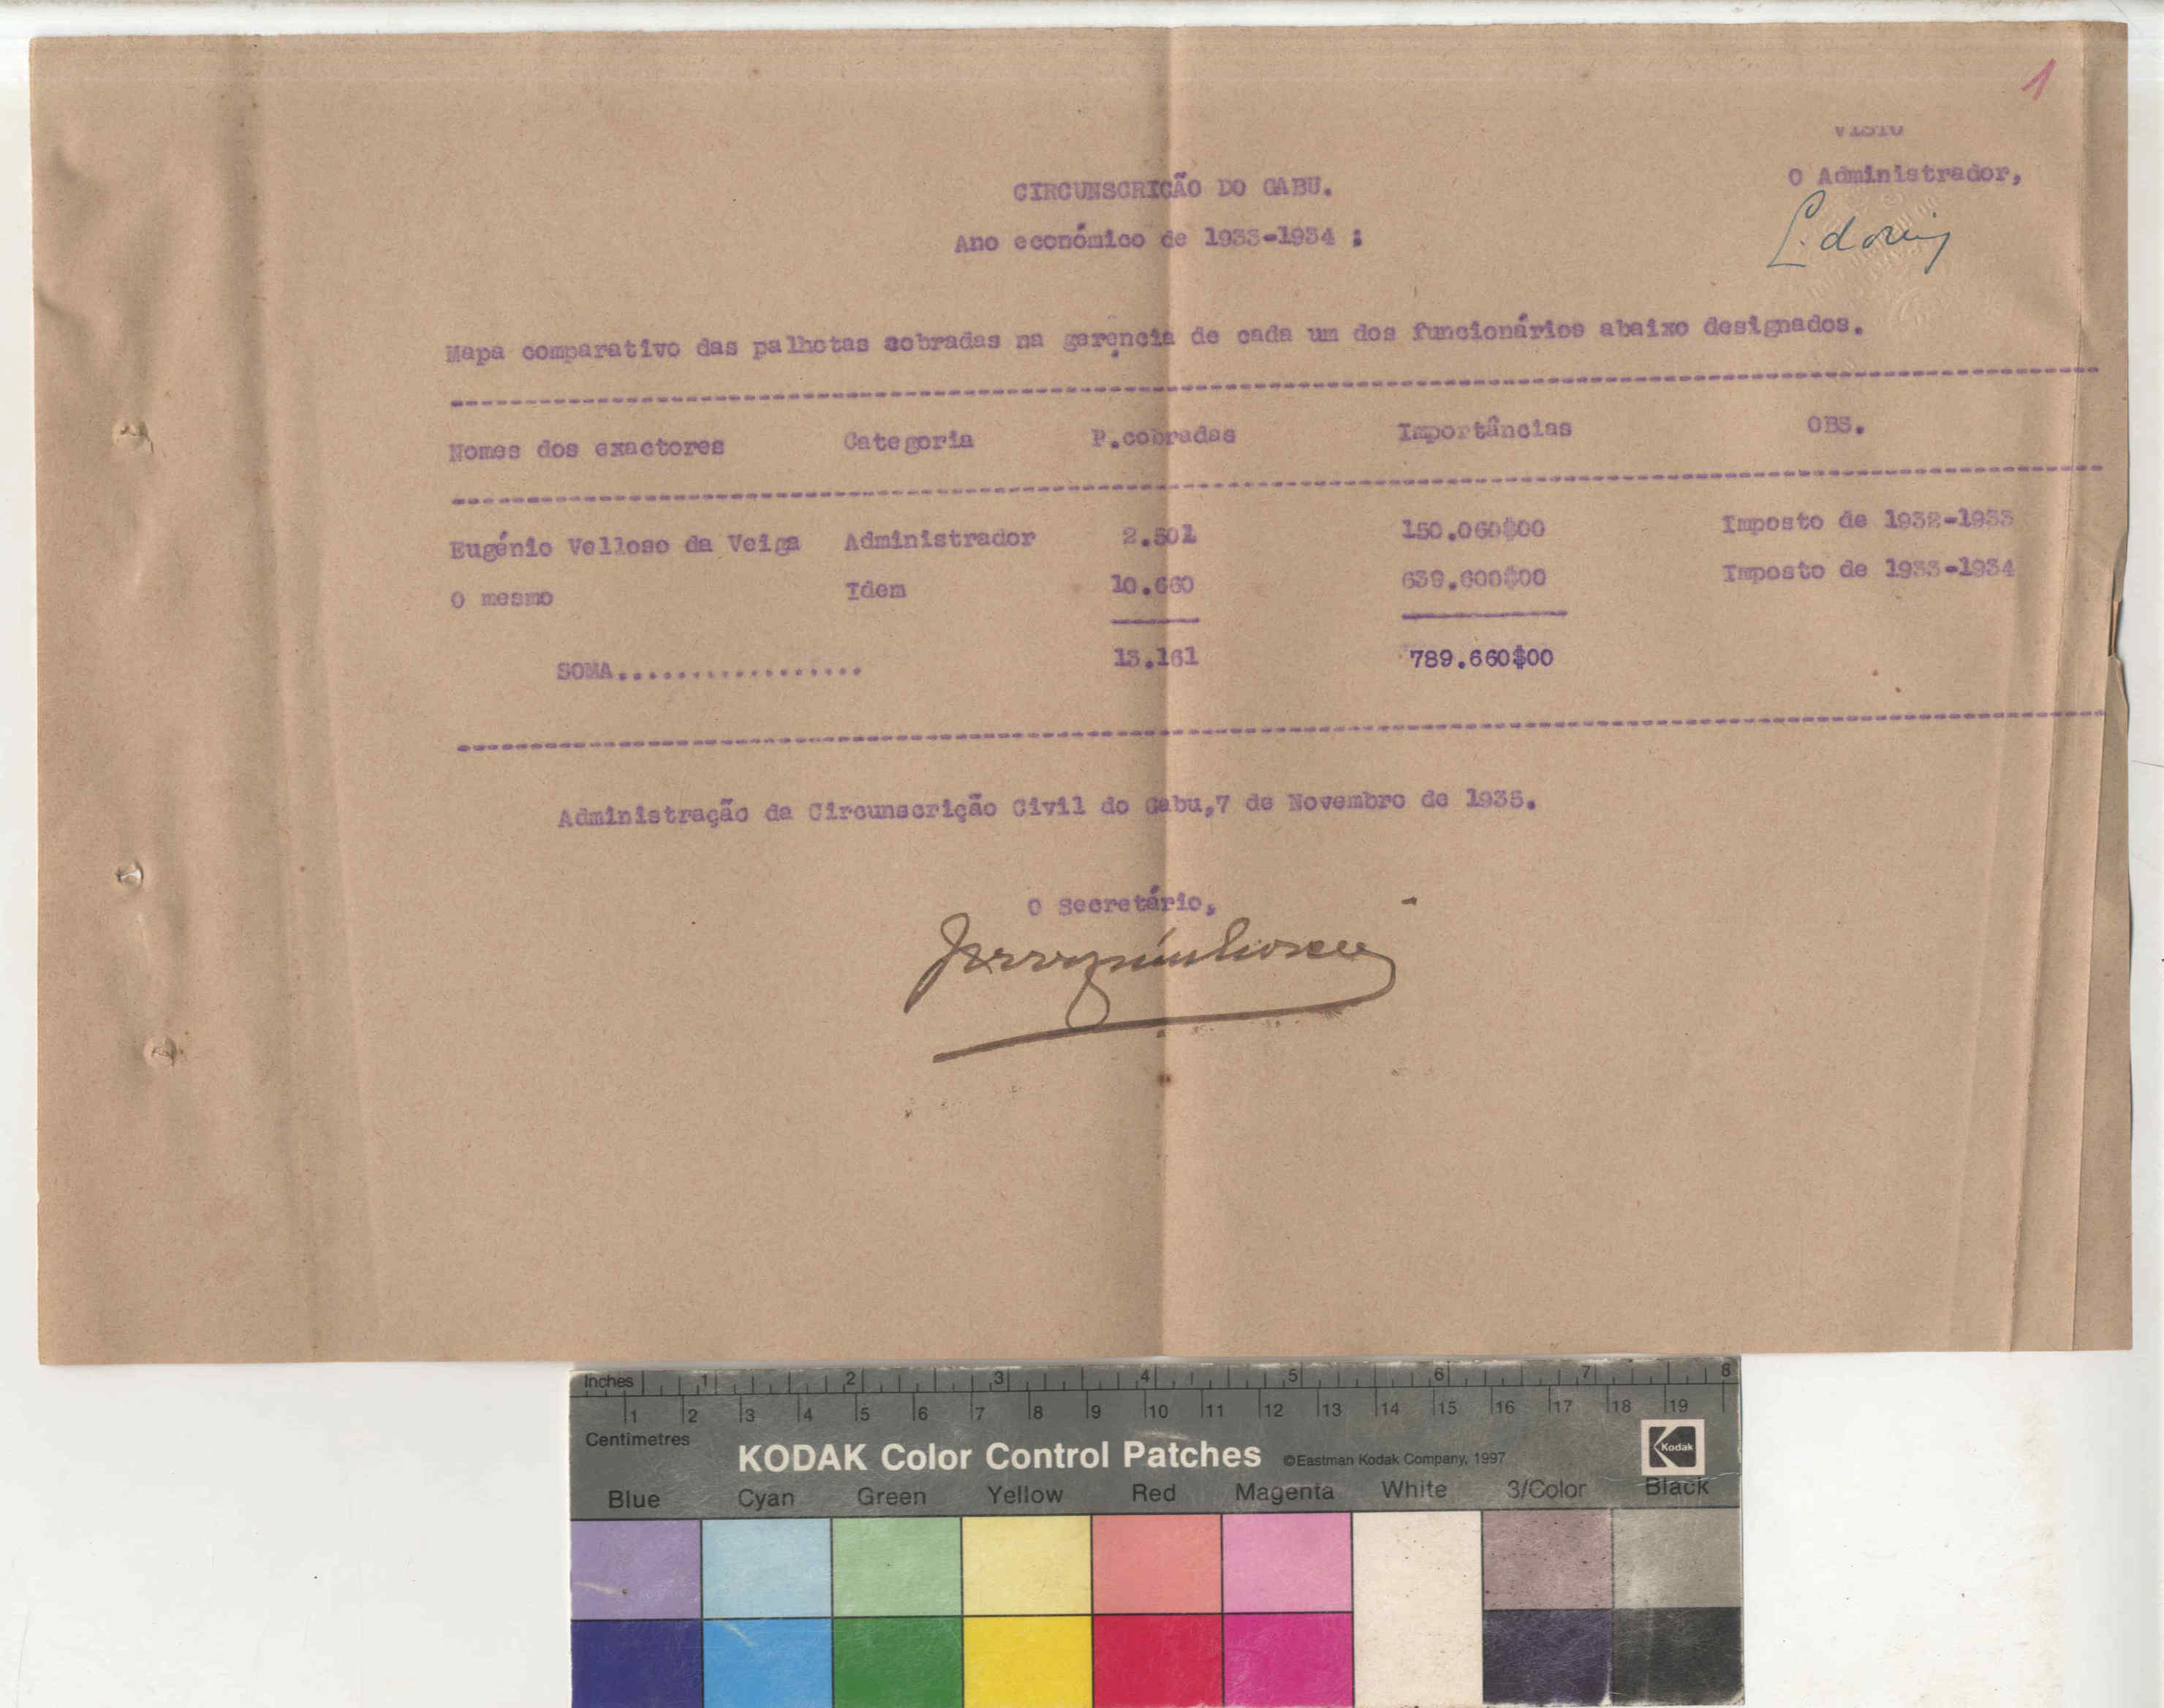 1
VISTO
O Administrador,
CIRCUNSCRICÃO DO GABU.
Ano económico de 1933-1934 :
Mapa comparativo das palhotas cobradas na gerência de cada um dos funcionários abaixo designados.
Nomes dos exactores Categoria P.cobradas Importâncias OBS.
Eugénio Velloso da Veiga Administrador 2.501 150.060$00 Imposto de 1932-1933
O mesmo Idem 10.660 639.600$00 Imposto de 1933-1934
SOMA.................. 13.161 789.660$00
Administração da Circunscrição Civil do Gabu,7 de Novembro de 1935.
O Secretário,
Inches 1 2 3 4 5 6 7 8
1 2 3 4 5 6 7 8 9 10 11 12 13 14 15 16 17 18 19
Centimetres
KODAK Color Control Patches ©Eastman Kodak Company, 1997 Kodak
Blue Cyan Green Yellow Red Magenta White 3/Color Black